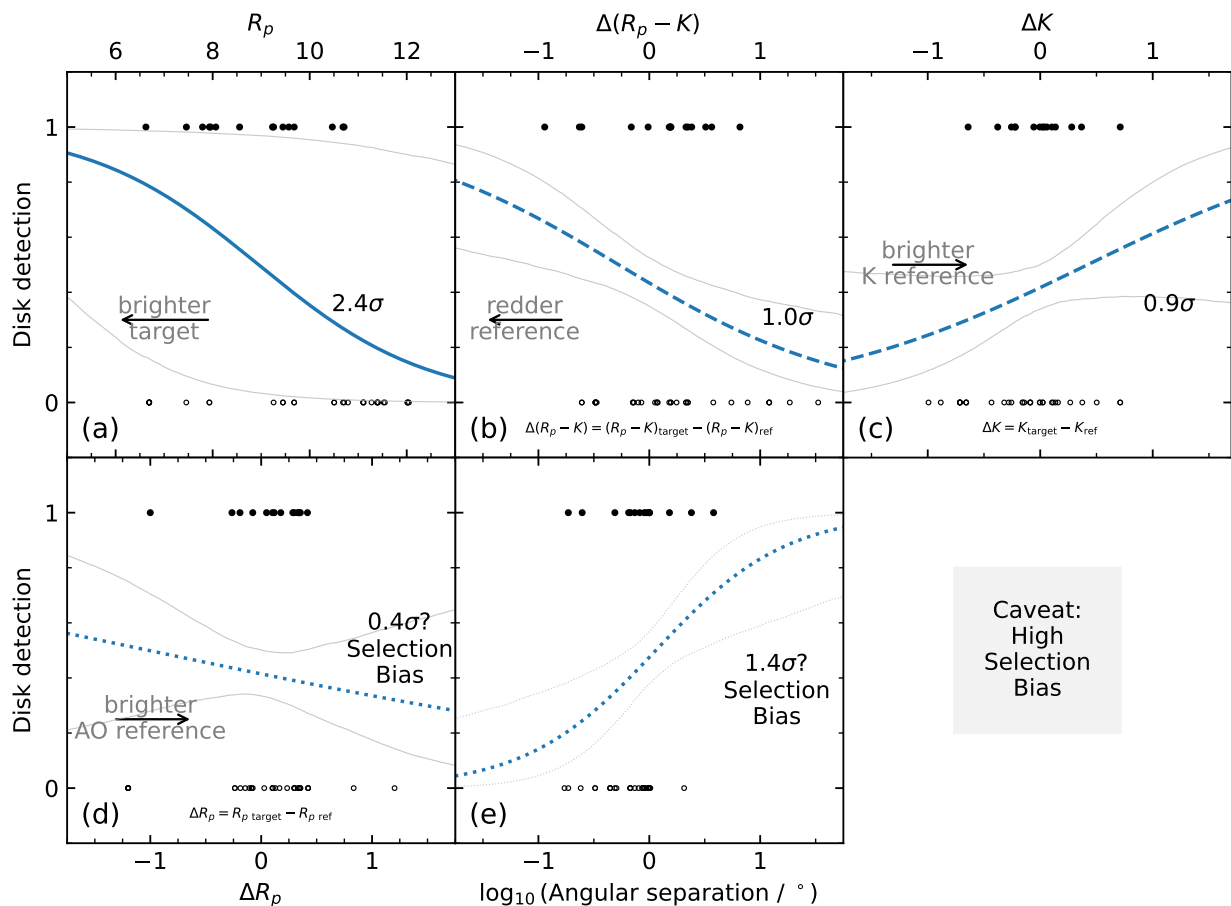 R_p
Δ(R_p − K)
ΔK
6 8 10 12
−1 0 1
−1 0 1
Disk detection
1
0
brighter
target
2.4σ
(a)
redder
reference
1.0σ
(b)
Δ(R_p − K) = (R_p − K)_target − (R_p − K)_ref
brighter
K reference
0.9σ
(c)
ΔK = K_target − K_ref
Disk detection
1
0
0.4σ?
Selection
Bias
brighter
AO reference
(d)
ΔR_p = R_p target − R_p ref
1.4σ?
Selection
Bias
(e)
Caveat:
High
Selection
Bias
−1 0 1
−1 0 1
ΔR_p
log₁₀ (Angular separation / °)